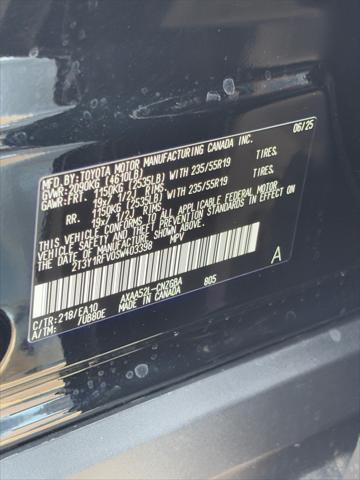 MFD.BY:TOYOTA MOTOR MANUFACTURING CANADA INC. 06/25
GVWR: 2090KG (4610LB)
GAWR:FRT. 1150KG (2535LB) WITH 235/55R19 TIRES.
19x7 1/2J RIMS.
RR. 1150KG (2535LB) WITH 235/55R19 TIRES.
19x7 1/2J RIMS.
THIS VEHICLE CONFORMS TO ALL APPLICABLE FEDERAL MOTOR
VEHICLE SAFETY AND THEFT PREVENTION STANDARDS IN EFFECT ON
THIS DATE OF MANUFACTURE SHOWN ABOVE.
2T3Y1RFV0SW403398 MPV
A
C/TR:218/EA10 AXAA52L-CNZGBA 805
A/TM: /UB80E MADE IN CANADA